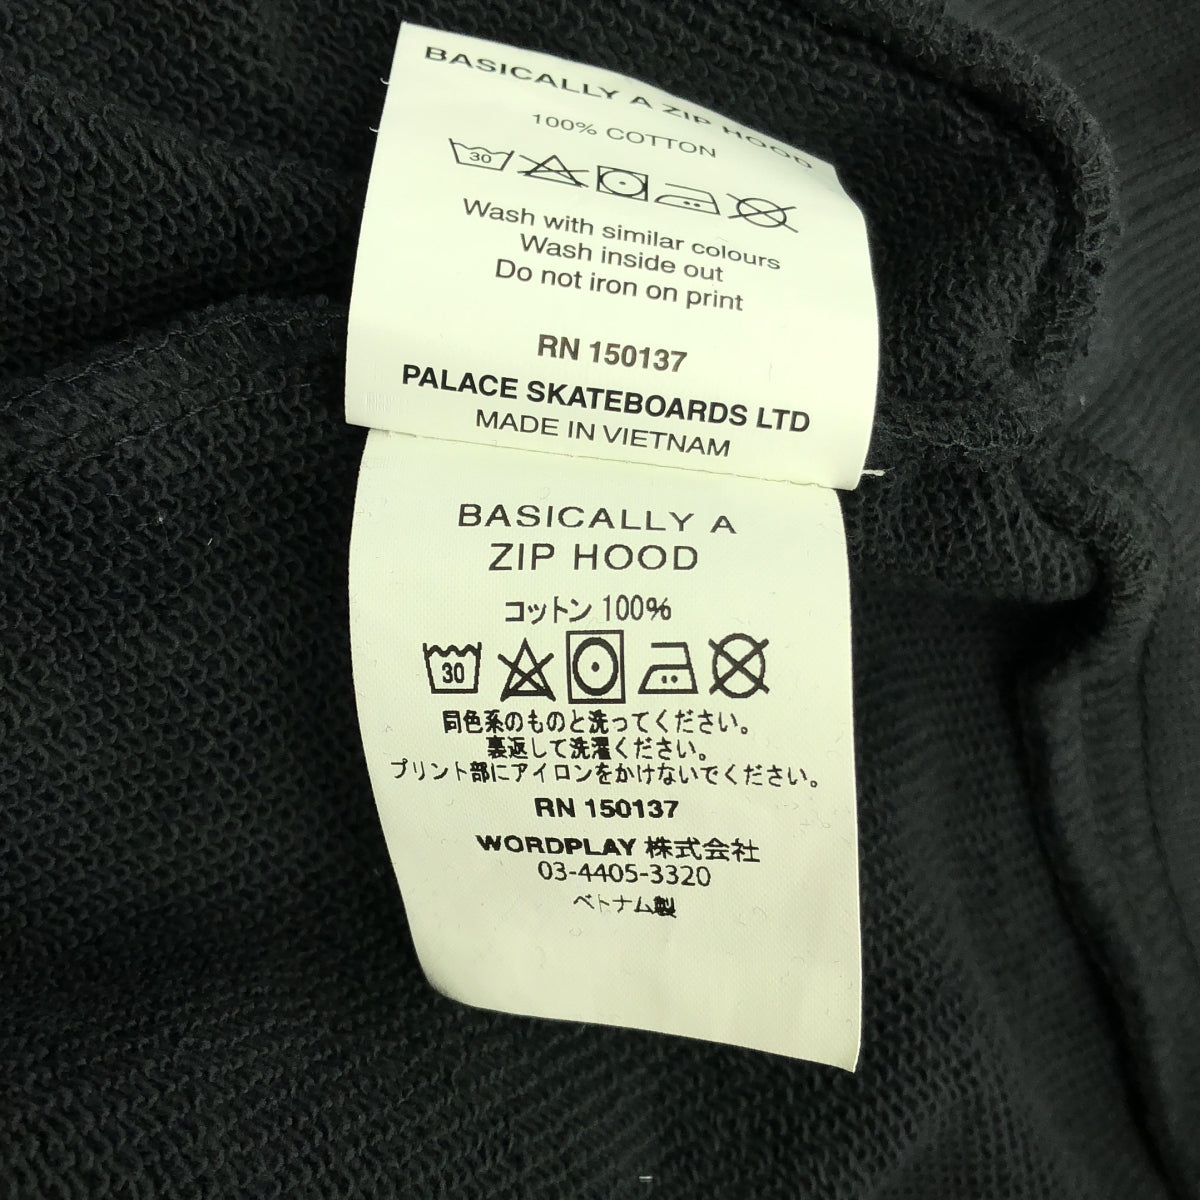 BASICALLY A ZIP HOOD
100% COTTON
30
Wash with similar colours
Wash inside out
Do not iron on print
RN 150137
PALACE SKATEBOARDS LTD
MADE IN VIETNAM
BASICALLY A
ZIP HOOD
コットン 100%
30
同色系のものと洗ってください。
裏返して洗濯ください。
プリント部にアイロンをかけないでください。
RN 150137
WORDPLAY 株式会社
03-4405-3320
ベトナム製